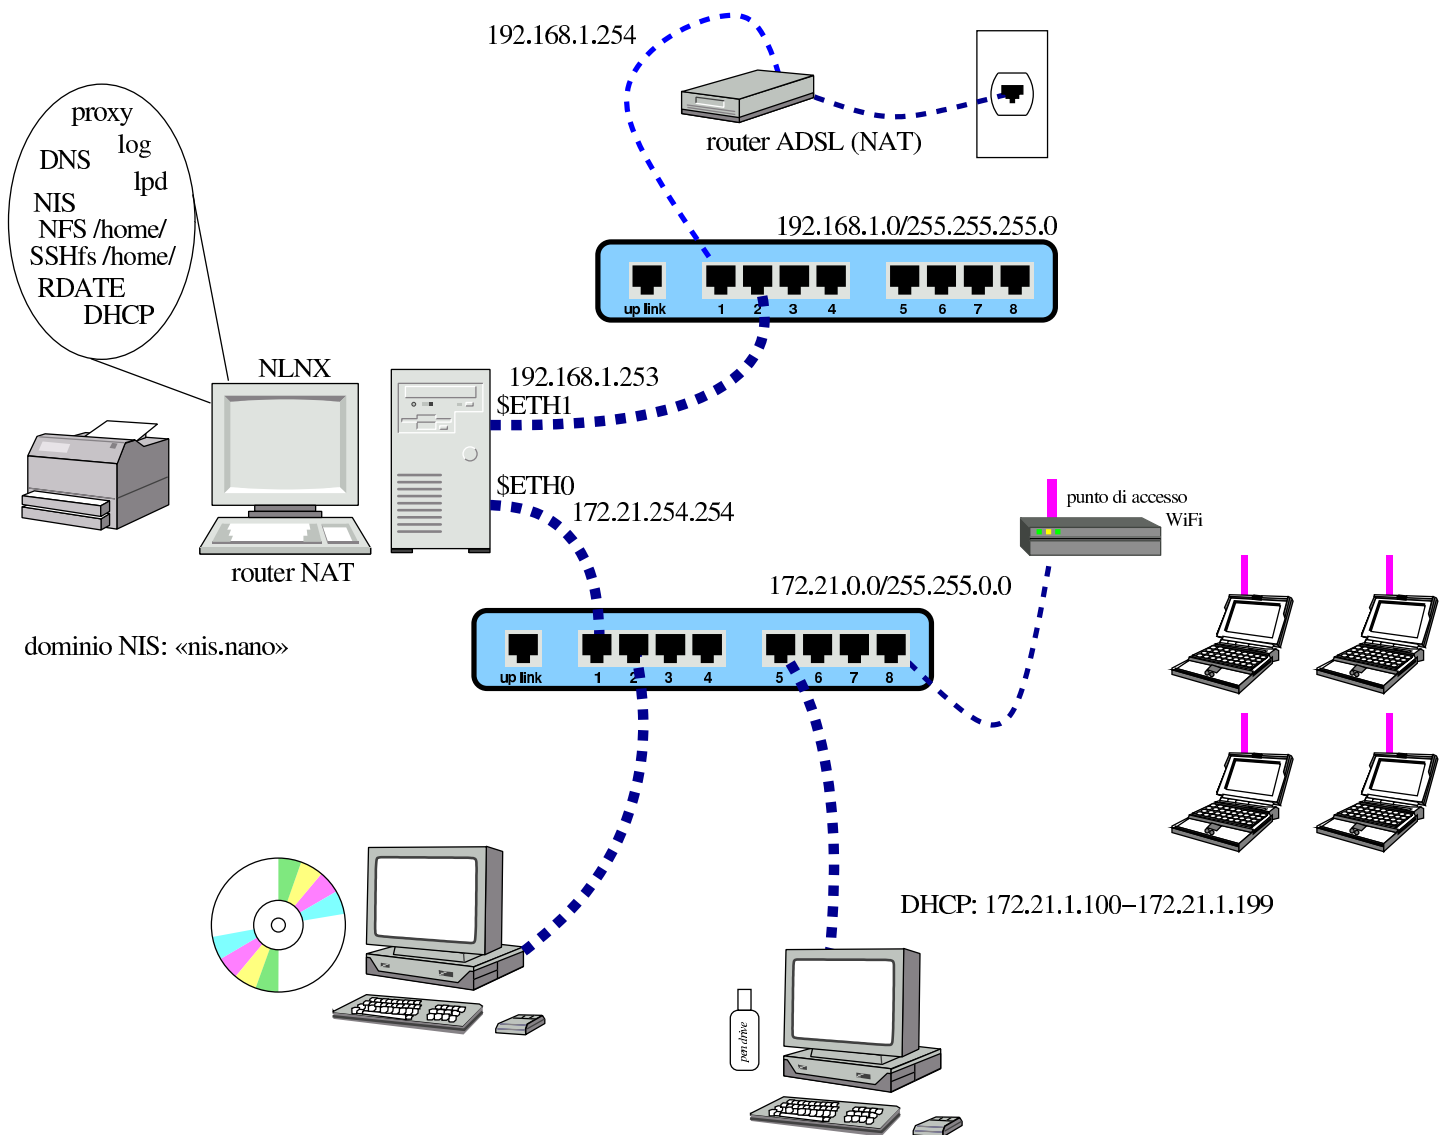 192.168.1.254
router ADSL (NAT)
proxy
log
DNS
lpd
NIS
NFS /home/
SSHfs /home/
RDATE
DHCP
192.168.1.0/255.255.255.0
up link 1 2 3 4 5 6 7 8
NLNX
192.168.1.253
$ETH1
$ETH0
172.21.254.254
router NAT
punto di accesso
WiFi
172.21.0.0/255.255.0.0
up link 1 2 3 4 5 6 7 8
dominio NIS: «nis.nano»
DHCP: 172.21.1.100−172.21.1.199
pen drive